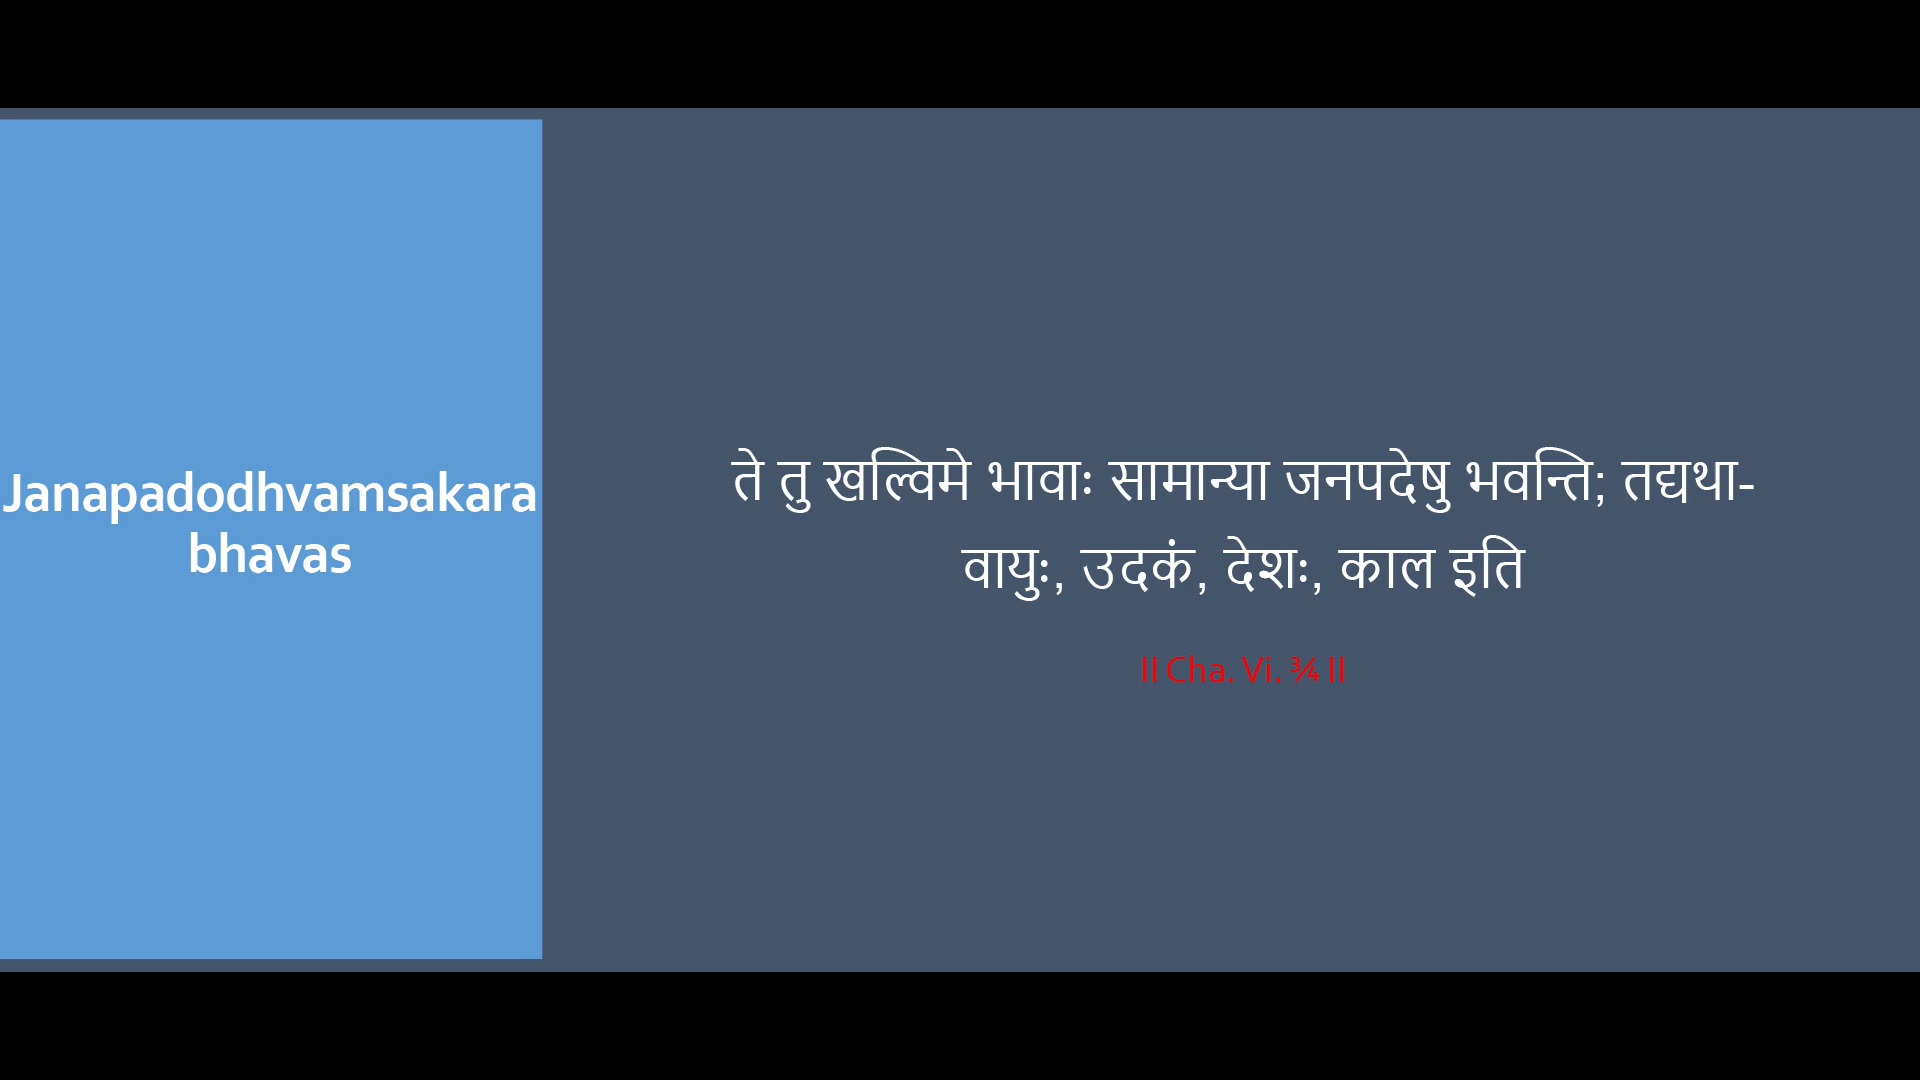 Janapadodhvamsakara
bhavas
ते तु खल्विमे भावाः सामान्या जनपदेषु भवन्ति; तद्यथा-
वायुः, उदकं, देशः, काल इति
II Cha. Vi. ¾ II